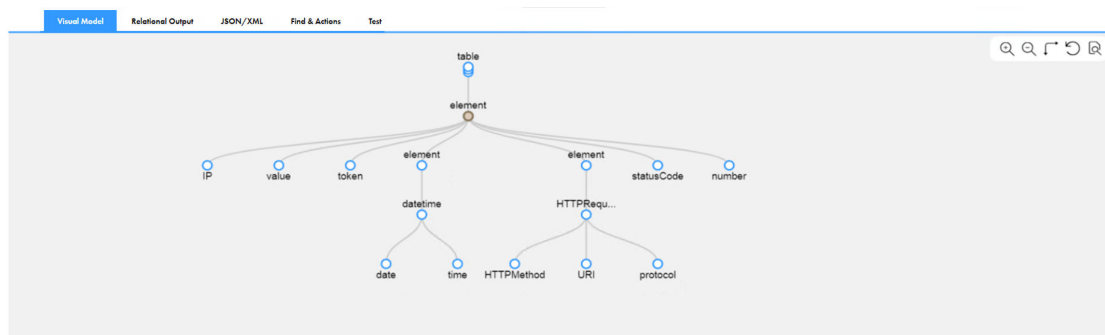 Visual Model Relational Output JSON/XML Find & Actions Test
table
element
IP value token element element statusCode number
datetime HTTPRequ...
date time HTTPMethod URI protocol